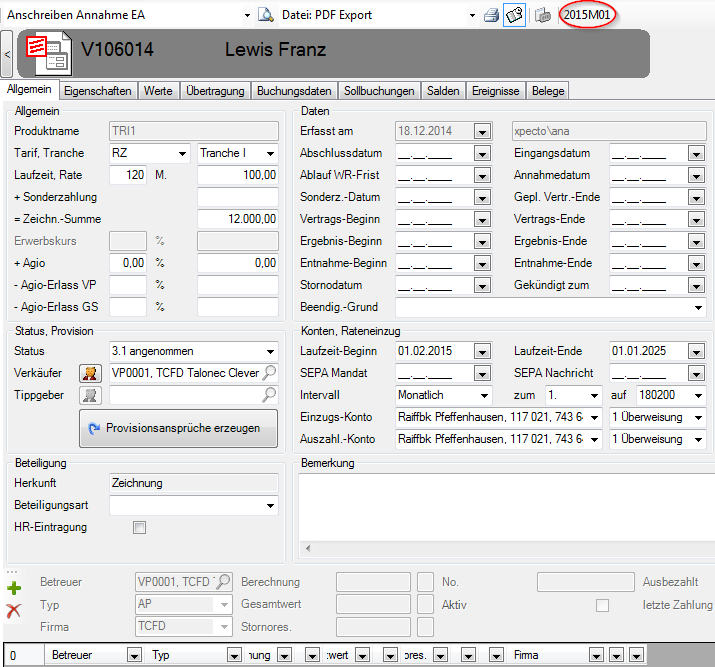 Anschreiben Annahme EA Datei: PDF Export 2015M01
V106014 Lewis Franz
Allgemein Eigenschaften Werte Übertragung Buchungsdaten Sollbuchungen Salden Ereignisse Belege
Allgemein Daten
Produktname TRI1 Erfasst am 18.12.2014 xpecto\ana
Tarif, Tranche RZ Tranche I Abschlussdatum __.__.____ Eingangsdatum __.__.____
Laufzeit, Rate 120 M. 100,00 Ablauf WR-Frist __.__.____ Annahmedatum __.__.____
+ Sonderzahlung Sonderz.-Datum __.__.____ Gepl. Vertr.-Ende __.__.____
= Zeichn.-Summe 12.000,00 Vertrags-Beginn __.__.____ Vertrags-Ende __.__.____
Erwerbskurs % Ergebnis-Beginn __.__.____ Ergebnis-Ende __.__.____
+ Agio 0,00 % 0,00 Entnahme-Beginn __.__.____ Entnahme-Ende __.__.____
- Agio-Erlass VP % Stornodatum __.__.____ Gekündigt zum __.__.____
- Agio-Erlass GS % Beendig.-Grund
Status, Provision Konten, Rateneinzug
Status 3.1 angenommen Laufzeit-Beginn 01.02.2015 Laufzeit-Ende 01.01.2025
Verkäufer VP0001, TCFD Talonec Clever SEPA Mandat __.__.____ SEPA Nachricht __.__.____
Tippgeber Intervall Monatlich zum 1. auf 180200
Provisionsansprüche erzeugen Einzugs-Konto Raiffbk Pfeffenhausen, 117 021, 743 6 1 Überweisung
Auszahl.-Konto Raiffbk Pfeffenhausen, 117 021, 743 6 1 Überweisung
Beteiligung Bemerkung
Herkunft Zeichnung
Beteiligungsart
HR-Eintragung
Betreuer VP0001, TCFD Berechnung No. Ausbezahlt
Typ AP Gesamtwert Aktiv letzte Zahlung
Firma TCFD Stornores.
0 Betreuer Typ nung wert ores. Firma